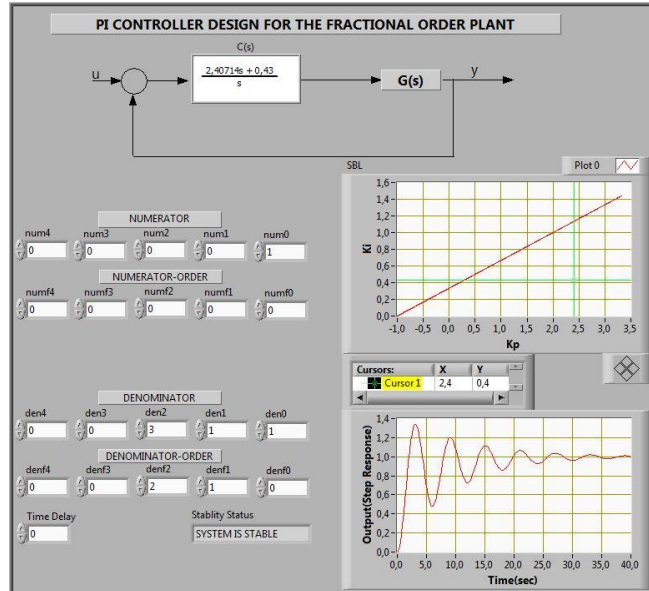 PI CONTROLLER DESIGN FOR THE FRACTIONAL ORDER PLANT
C(s)
u
2,40714s + 0,43
s
G(s)
y
SBL
Plot 0
1,6-
1,4-
1,2-
1,0-
0,8-
0,6-
0,4-
0,2-
0,0-
Ki
-1,0 -0,5 0,0 0,5 1,0 1,5 2,0 2,5 3,0 3,5
Kp
NUMERATOR
num4 num3 num2 num1 num0
0 0 0 0 1
NUMERATOR-ORDER
numf4 numf3 numf2 numf1 numf0
0 0 0 0 0
Cursors: X Y
Cursor 1 2,4 0,4
DENOMINATOR
den4 den3 den2 den1 den0
0 0 3 1 1
DENOMINATOR-ORDER
denf4 denf3 denf2 denf1 denf0
0 0 2 1 0
Time Delay
0
Stablity Status
SYSTEM IS STABLE
1,4-
1,2-
1,0-
0,8-
0,6-
0,4-
0,2-
0,0-
Output(Step Response)
0,0 5,0 10,0 15,0 20,0 25,0 30,0 35,0 40,0
Time(sec)